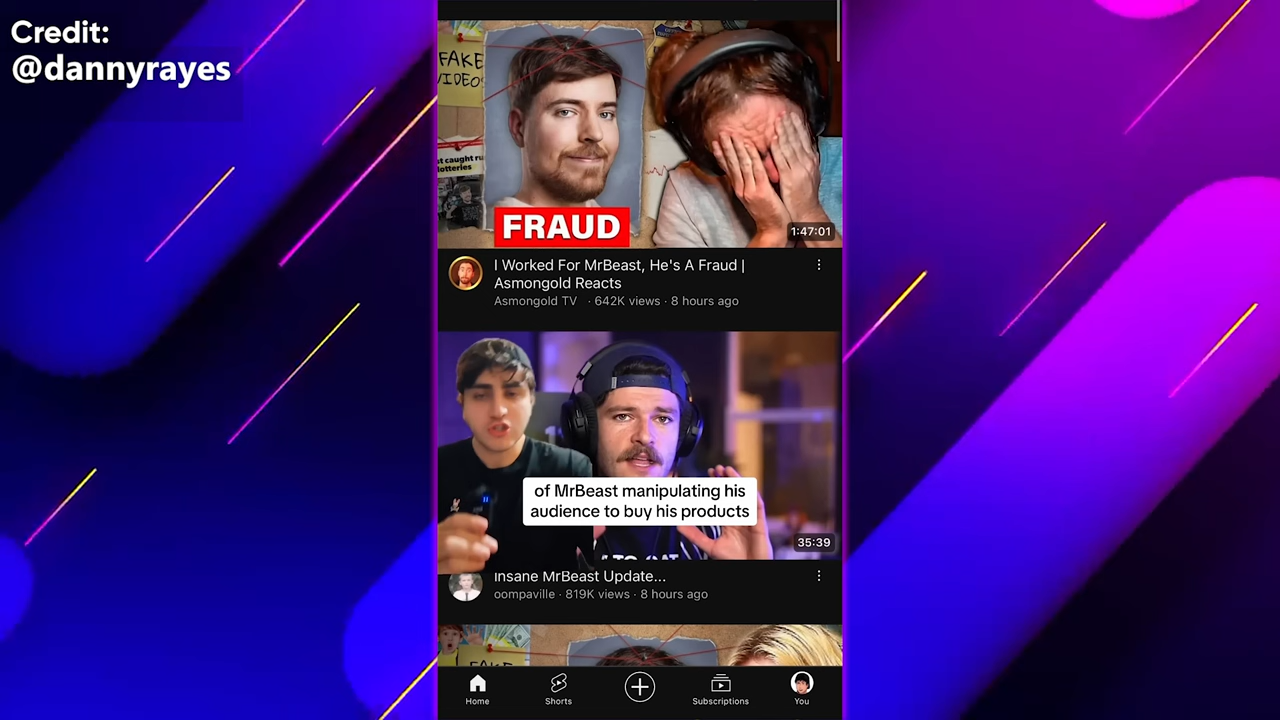 Credit:
@dannyrayes
FAKE
VIDEO
lotteries
FRAUD
1:47:01
I Worked For MrBeast, He's A Fraud |
Asmongold Reacts
Asmongold TV · 642K views · 8 hours ago
of MrBeast manipulating his
audience to buy his products
35:39
Insane MrBeast Update...
oompaville · 819K views · 8 hours ago
FAKE
Home
Shorts
Subscriptions
You